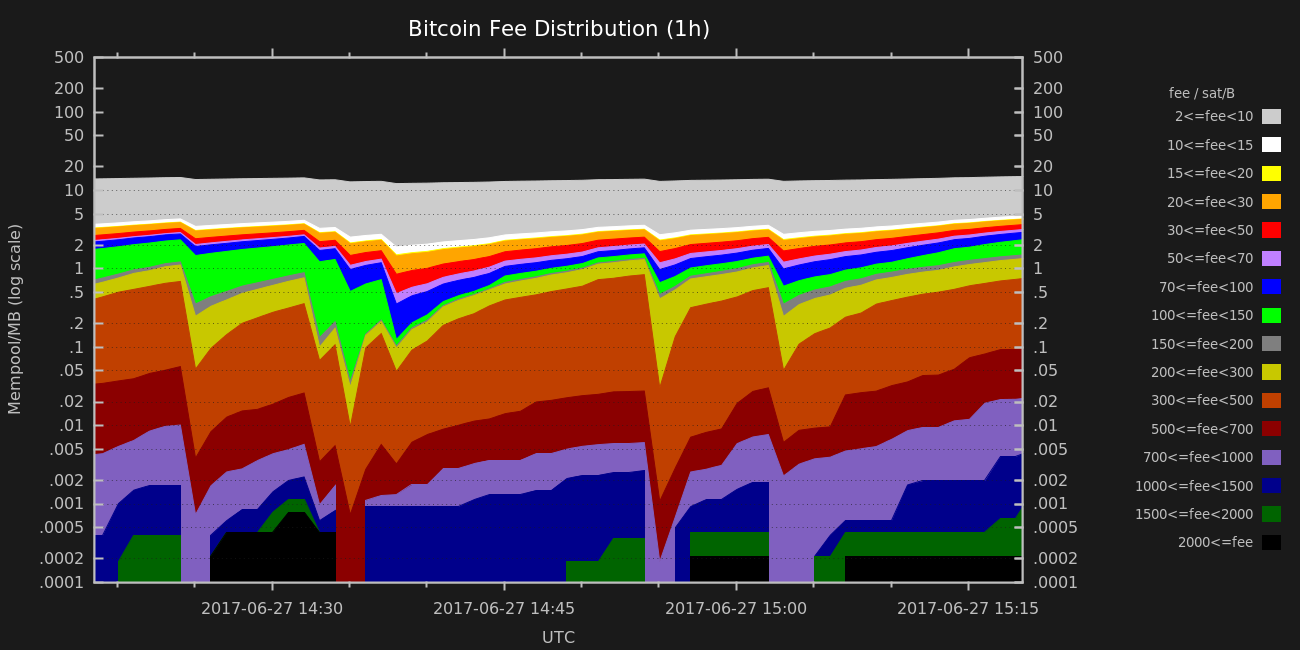 Bitcoin Fee Distribution (1h)
Mempool/MB (log scale)
500
200
100
50
20
10
5
2
1
.5
.2
.1
.05
.02
.01
.005
.002
.001
.0005
.0002
.0001
500
200
100
50
20
10
5
2
1
.5
.2
.1
.05
.02
.01
.005
.002
.001
.0005
.0002
.0001
2017-06-27 14:30
2017-06-27 14:45
2017-06-27 15:00
2017-06-27 15:15
UTC
fee / sat/B
2<=fee<10
10<=fee<15
15<=fee<20
20<=fee<30
30<=fee<50
50<=fee<70
70<=fee<100
100<=fee<150
150<=fee<200
200<=fee<300
300<=fee<500
500<=fee<700
700<=fee<1000
1000<=fee<1500
1500<=fee<2000
2000<=fee